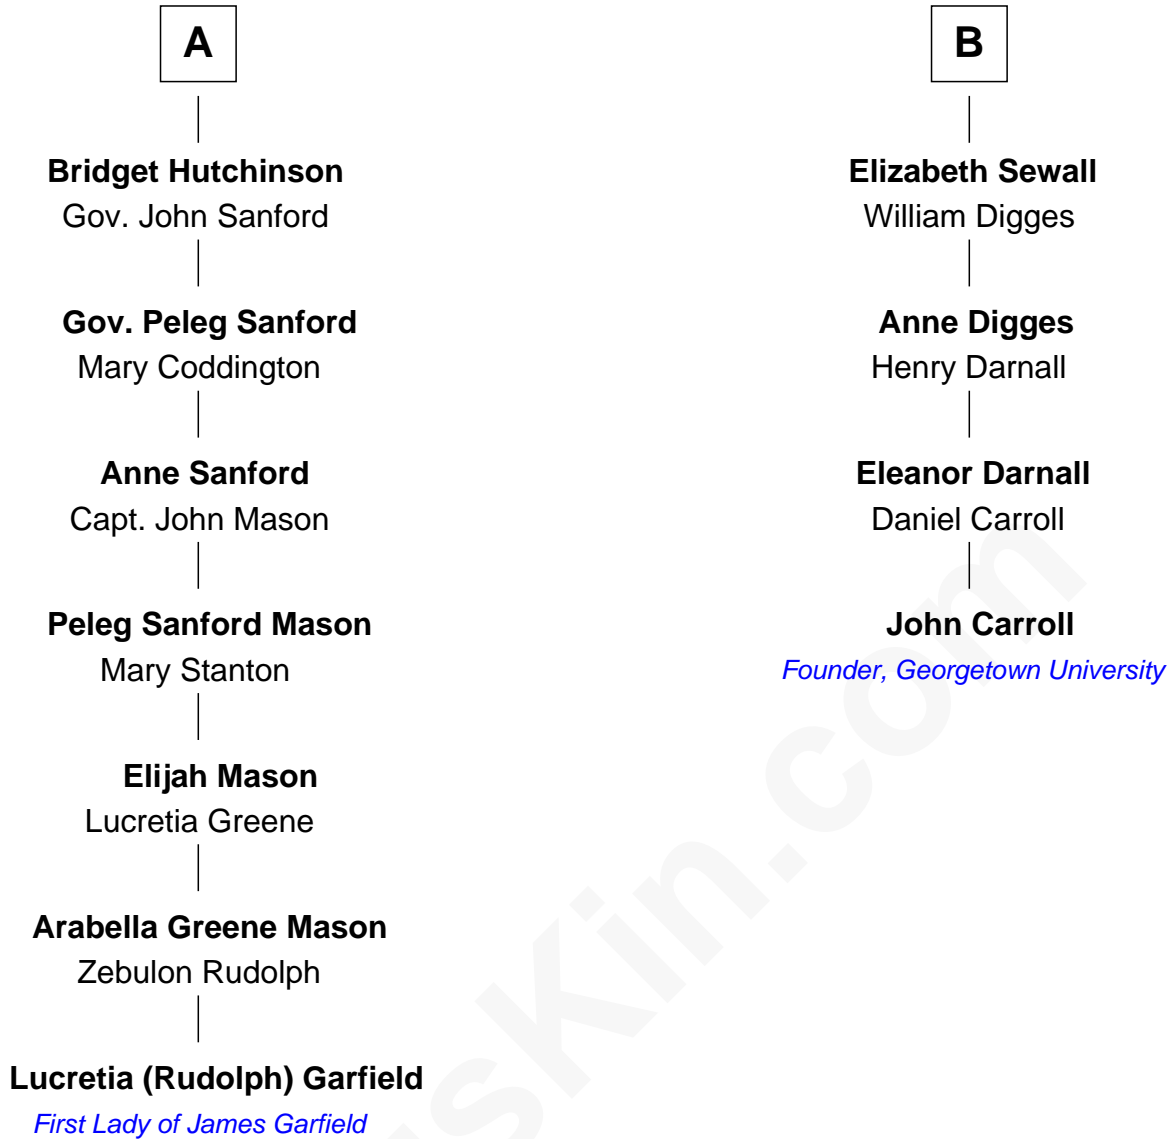 A
Bridget Hutchinson
Gov. John Sanford
Gov. Peleg Sanford
Mary Coddington
Anne Sanford
Capt. John Mason
Peleg Sanford Mason
Mary Stanton
Elijah Mason
Lucretia Greene
Arabella Greene Mason
Zebulon Rudolph
Lucretia (Rudolph) Garfield
First Lady of James Garfield
B
Elizabeth Sewall
William Digges
Anne Digges
Henry Darnall
Eleanor Darnall
Daniel Carroll
John Carroll
Founder, Georgetown University
sKin.com